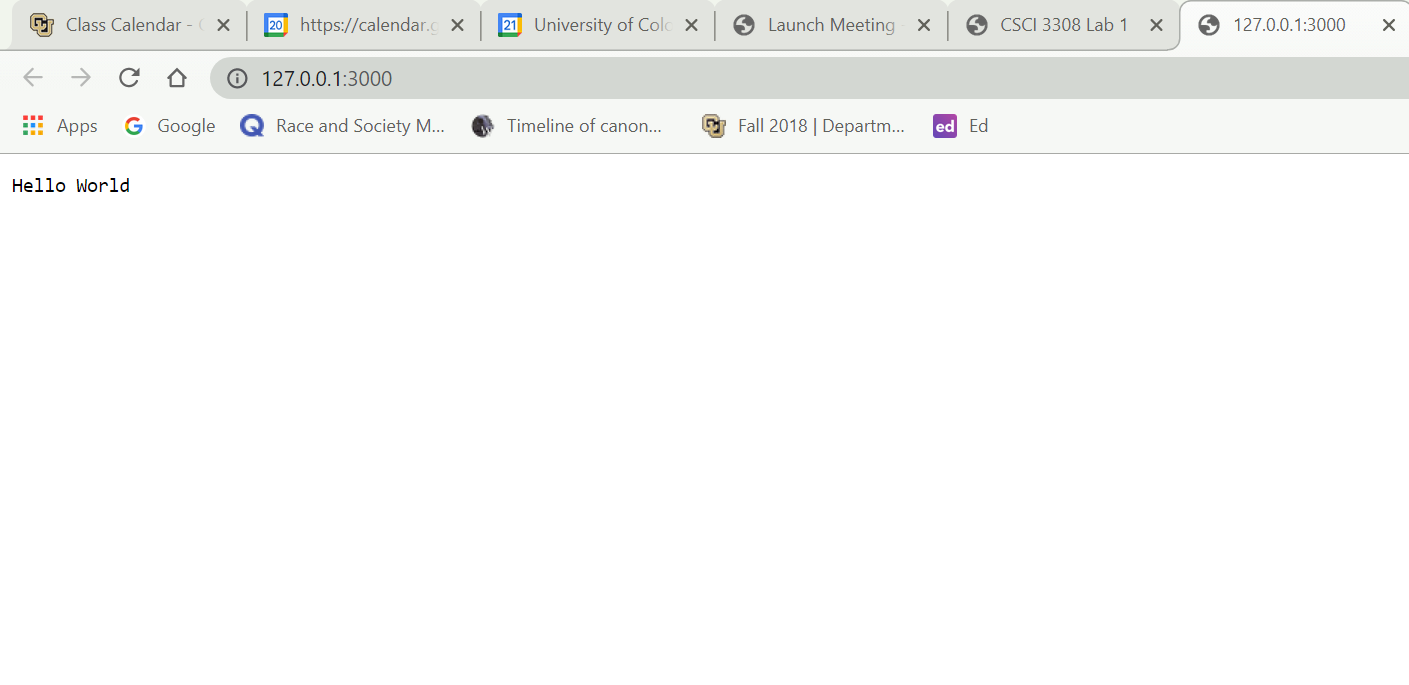 Class Calendar -
20 https://calendar.g
21 University of Colo
Launch Meeting
CSCI 3308 Lab 1
127.0.0.1:3000
127.0.0.1:3000
Apps
Google
Race and Society M...
Timeline of canon...
Fall 2018 | Departm...
ed Ed
Hello World